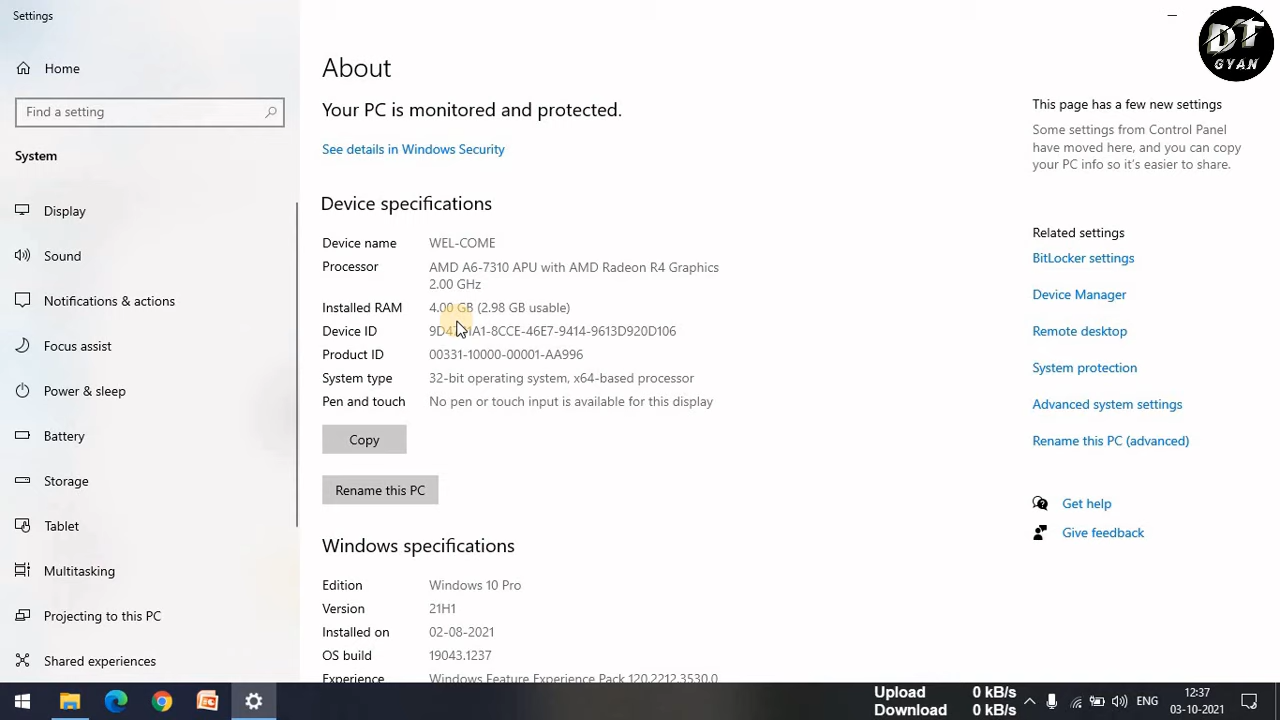 Settings
Home
Find a setting
System
Display
Sound
Notifications & actions
Focus assist
Power & sleep
Battery
Storage
Tablet
Multitasking
Projecting to this PC
Shared experiences
About
Your PC is monitored and protected.
See details in Windows Security
Device specifications
Device name WEL-COME
Processor AMD A6-7310 APU with AMD Radeon R4 Graphics
2.00 GHz
Installed RAM 4.00 GB (2.98 GB usable)
Device ID
Product ID 00331-10000-00001-AA996
System type 32-bit operating system, x64-based processor
Pen and touch No pen or touch input is available for this display
Copy
Rename this PC
Windows specifications
Edition Windows 10 Pro
Version 21H1
Installed on 02-08-2021
OS build 19043.1237
Experience Windows Feature Experience Pack 120.2212.3530.0
This page has a few new settings
Some settings from Control Panel
have moved here, and you can copy
your PC info so it's easier to share.
Related settings
BitLocker settings
Device Manager
Remote desktop
System protection
Advanced system settings
Rename this PC (advanced)
Get help
Give feedback
DT
GYAN
Upload 0 kB/s
Download 0 kB/s
ENG
12:37
03-10-2021